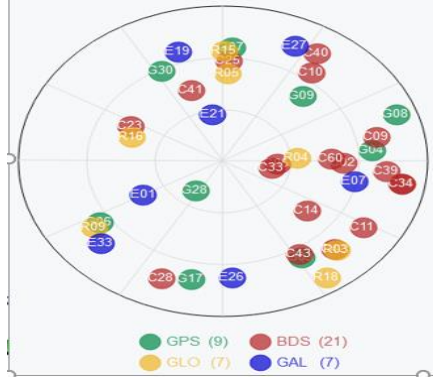 E19
R15
E27
C40
C25
G30
R05
C10
C41
G09
G08
E21
C23
R16
C09
G04
R04
C60
C33
C39
E07
C34
G28
E01
C14
R09
C11
E33
C43
R03
C28
G17
E26
R18
GPS (9)
BDS (21)
GLO (7)
GAL (7)